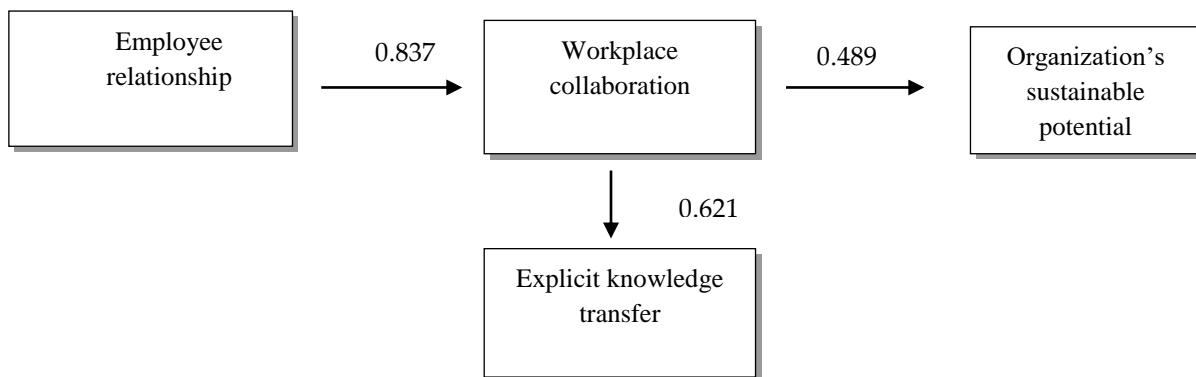 Employee
relationship
0.837
Workplace
collaboration
0.489
Organization’s
sustainable
potential
0.621
Explicit knowledge
transfer